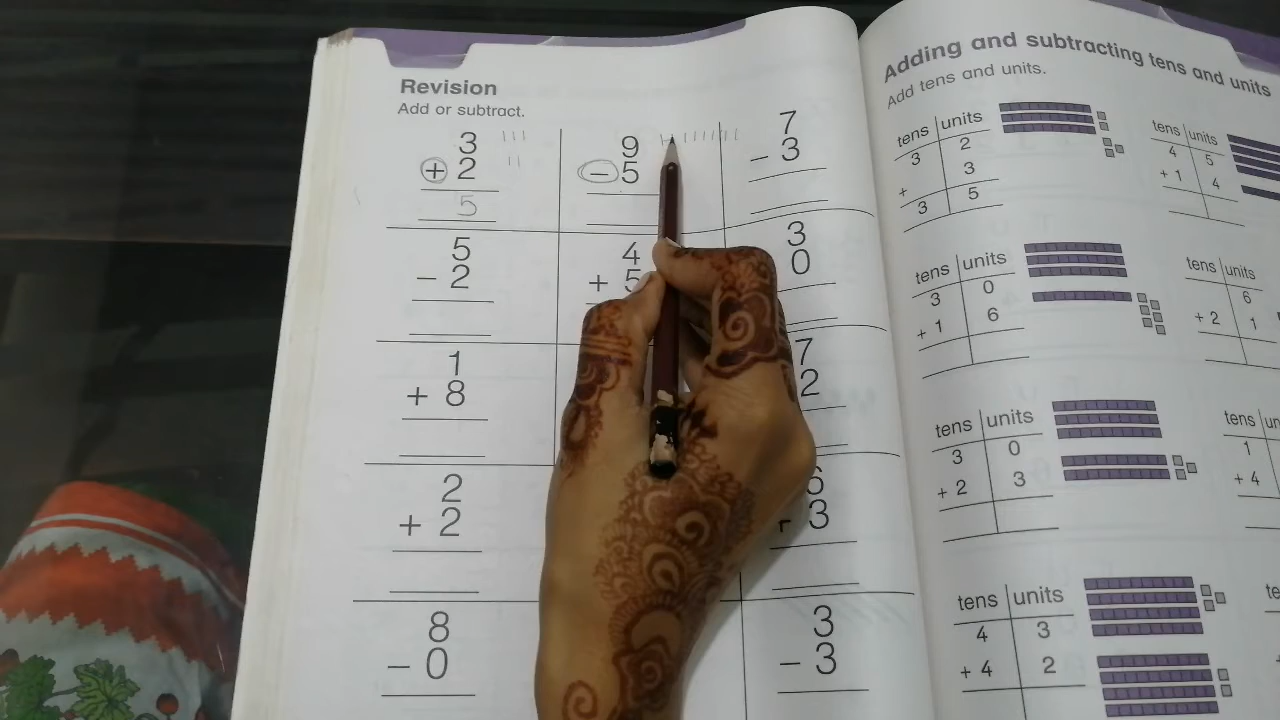 Revision
Add or subtract.
3
+ 2
5
9
- 5
7
- 3
5
- 2
4
+ 5
3
0
1
+ 8
7
2
2
+ 2
3
8
- 0
3
- 3
Adding and subtracting tens and units
Add tens and units.
tens units
3 2
+ 3
3 5
tens units
4 5
+ 1 4
tens units
3 0
+ 1 6
tens units
6
+ 2 1
tens units
3 0
+ 2 3
tens
1
+ 4
tens units
4 3
+ 4 2